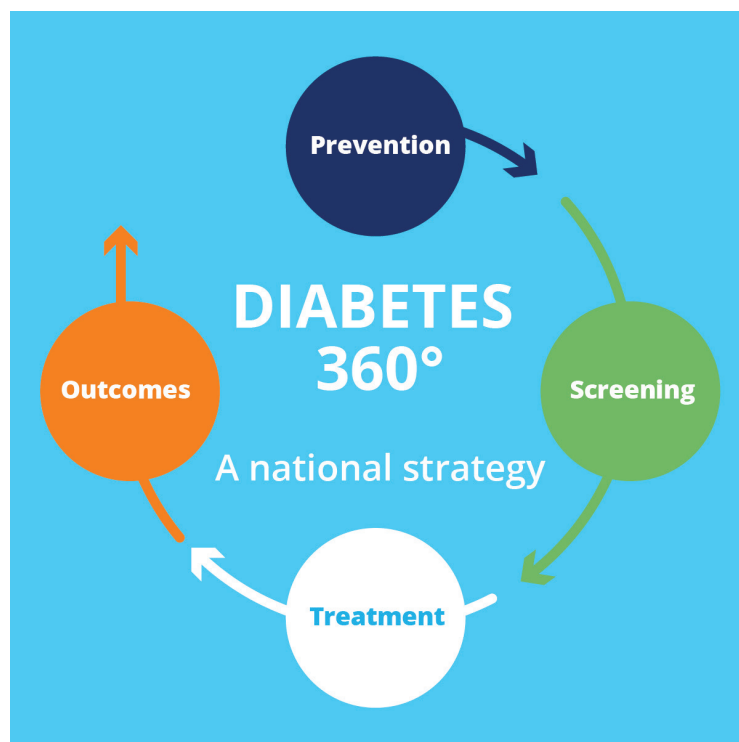 Prevention
DIABETES
360°
Outcomes
Screening
A national strategy
Treatment